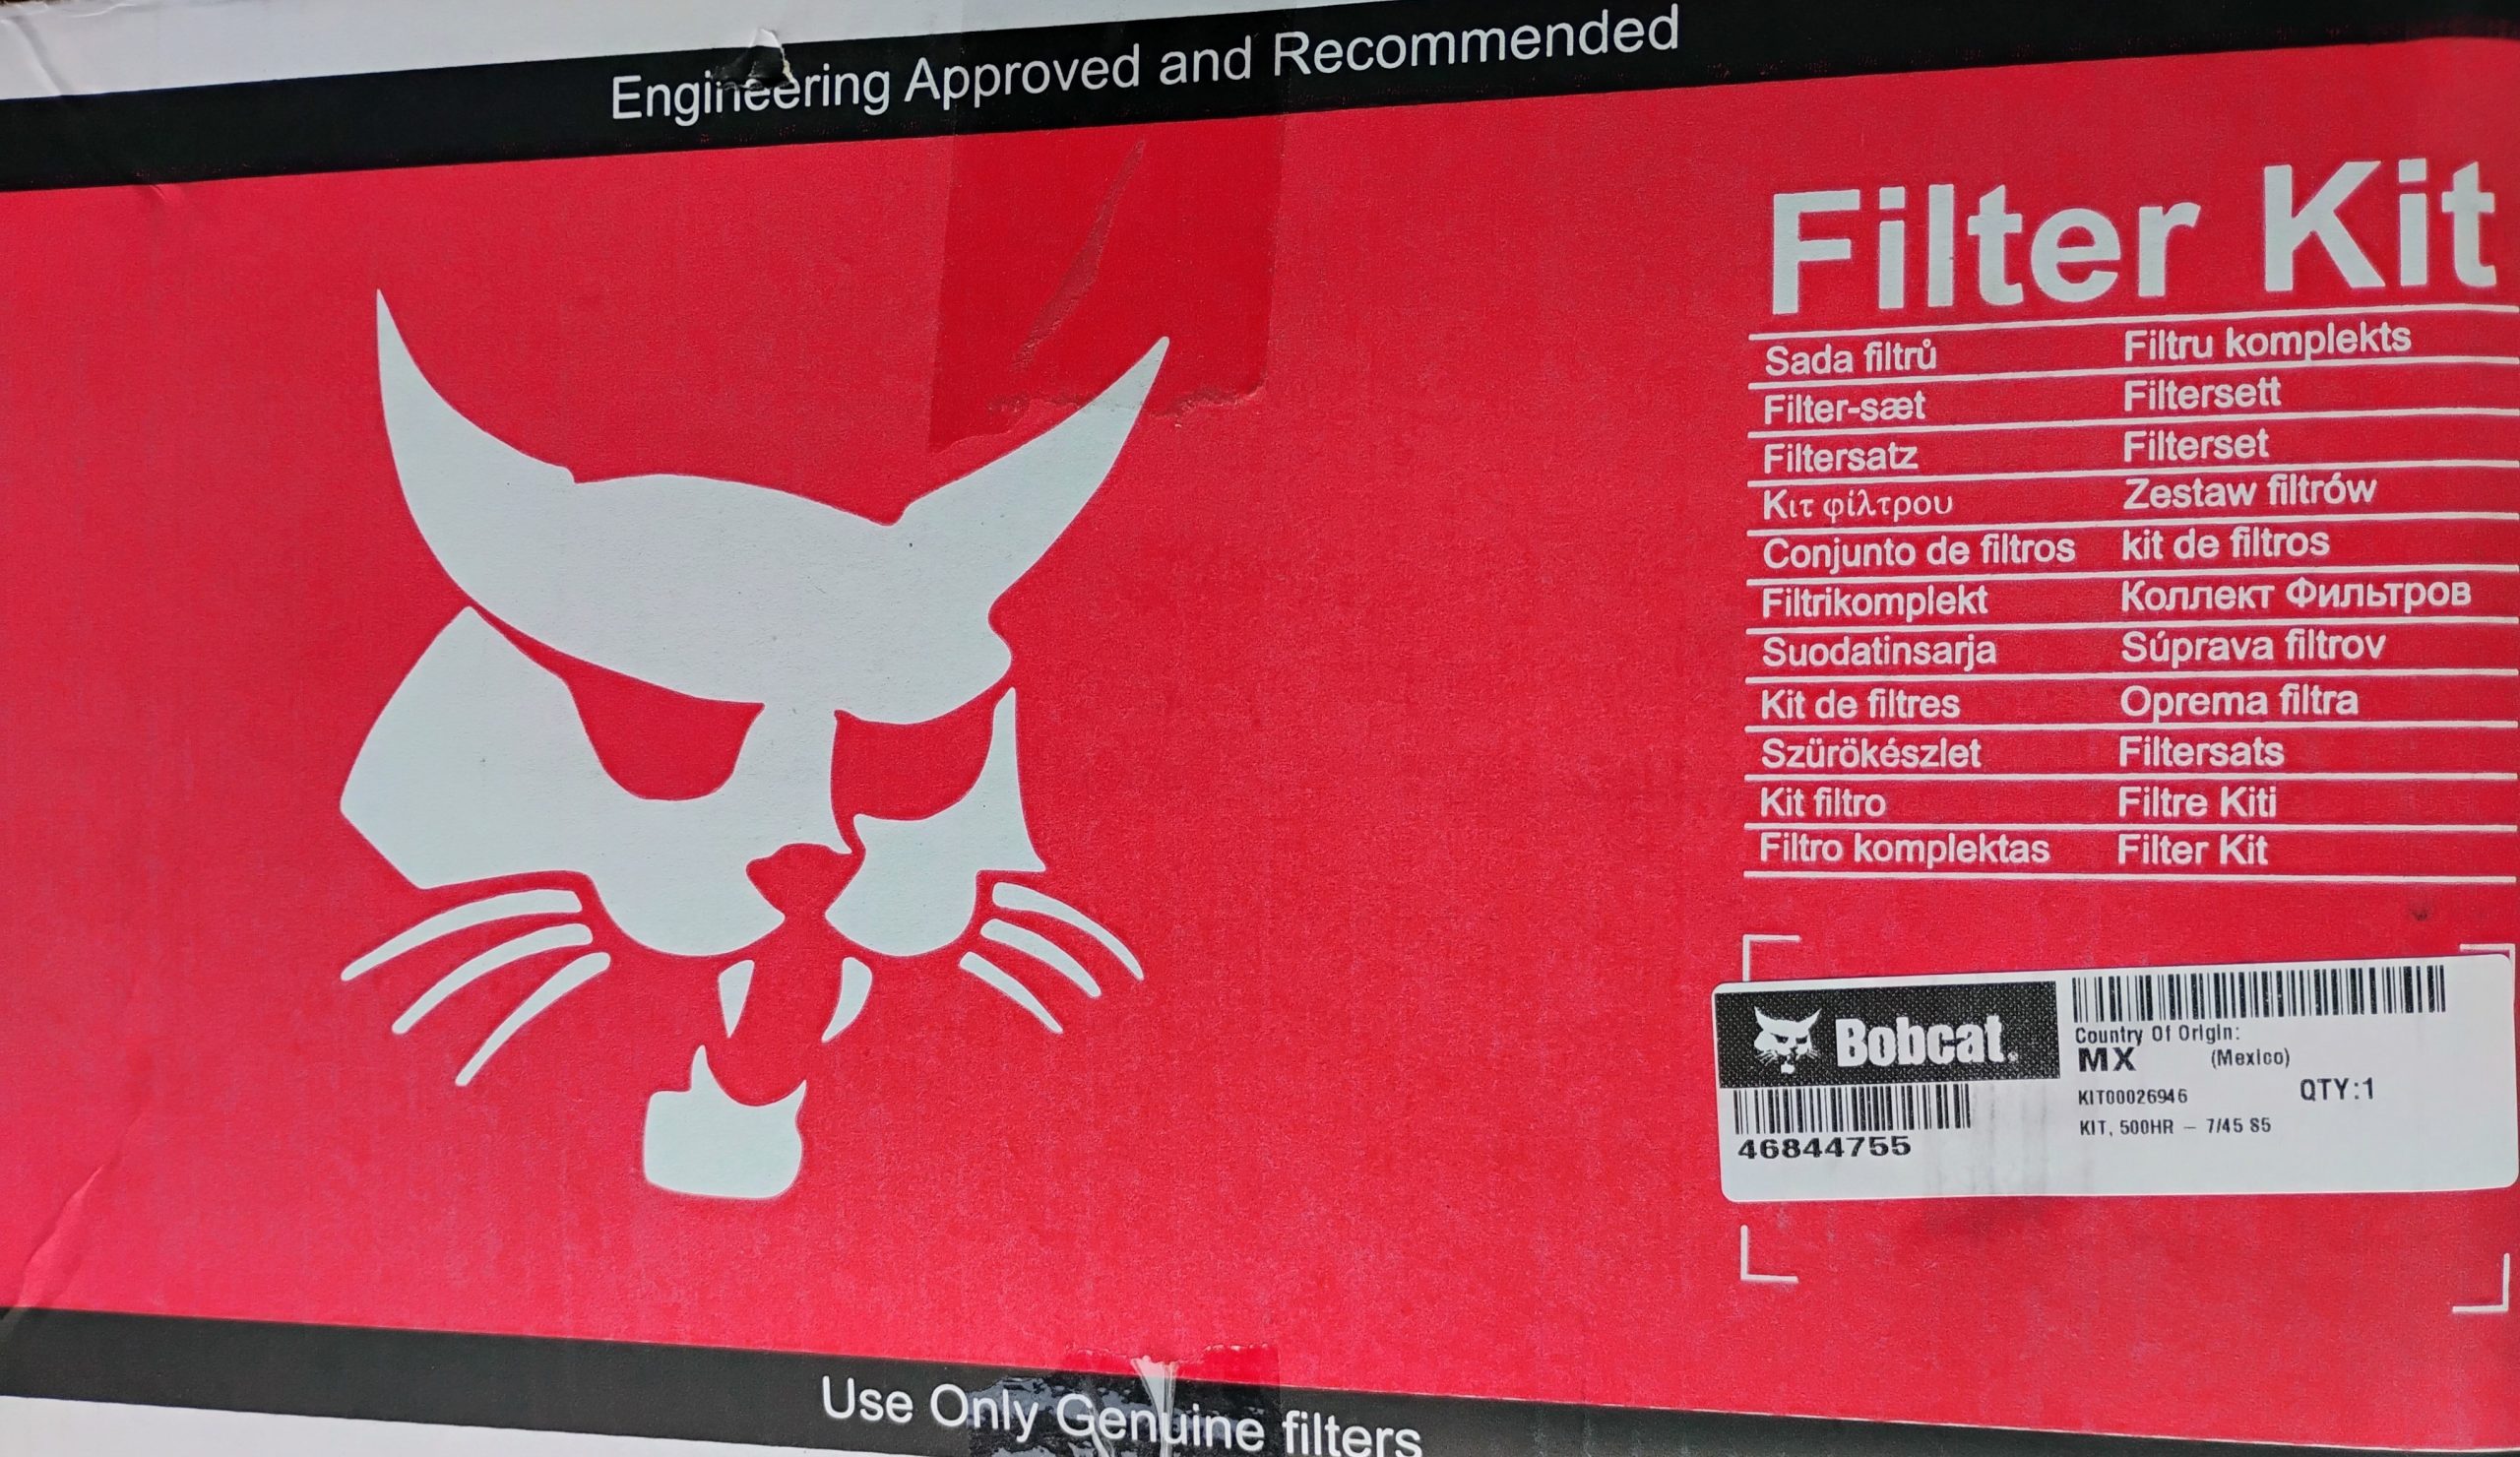 Engineering Approved and Recommended
Filter Kit
Sada filtrů
Filtru komplekts
Filter-sæt
Filtersett
Filtersatz
Filterset
Κιτ φίλτρου
Zestaw filtrów
Conjunto de filtros
kit de filtros
Filtrikomplekt
Коллект Фильтров
Suodatinsarja
Súprava filtrov
Kit de filtres
Oprema filtra
Szürökészlet
Filtersats
Kit filtro
Filtre Kiti
Filtro komplektas
Filter Kit
Bobcat.
46844755
Country Of Origin:
MX (Mexico)
KIT00026946 QTY:1
KIT, 500HR – 7/45 S5
Use Only Genuine filters